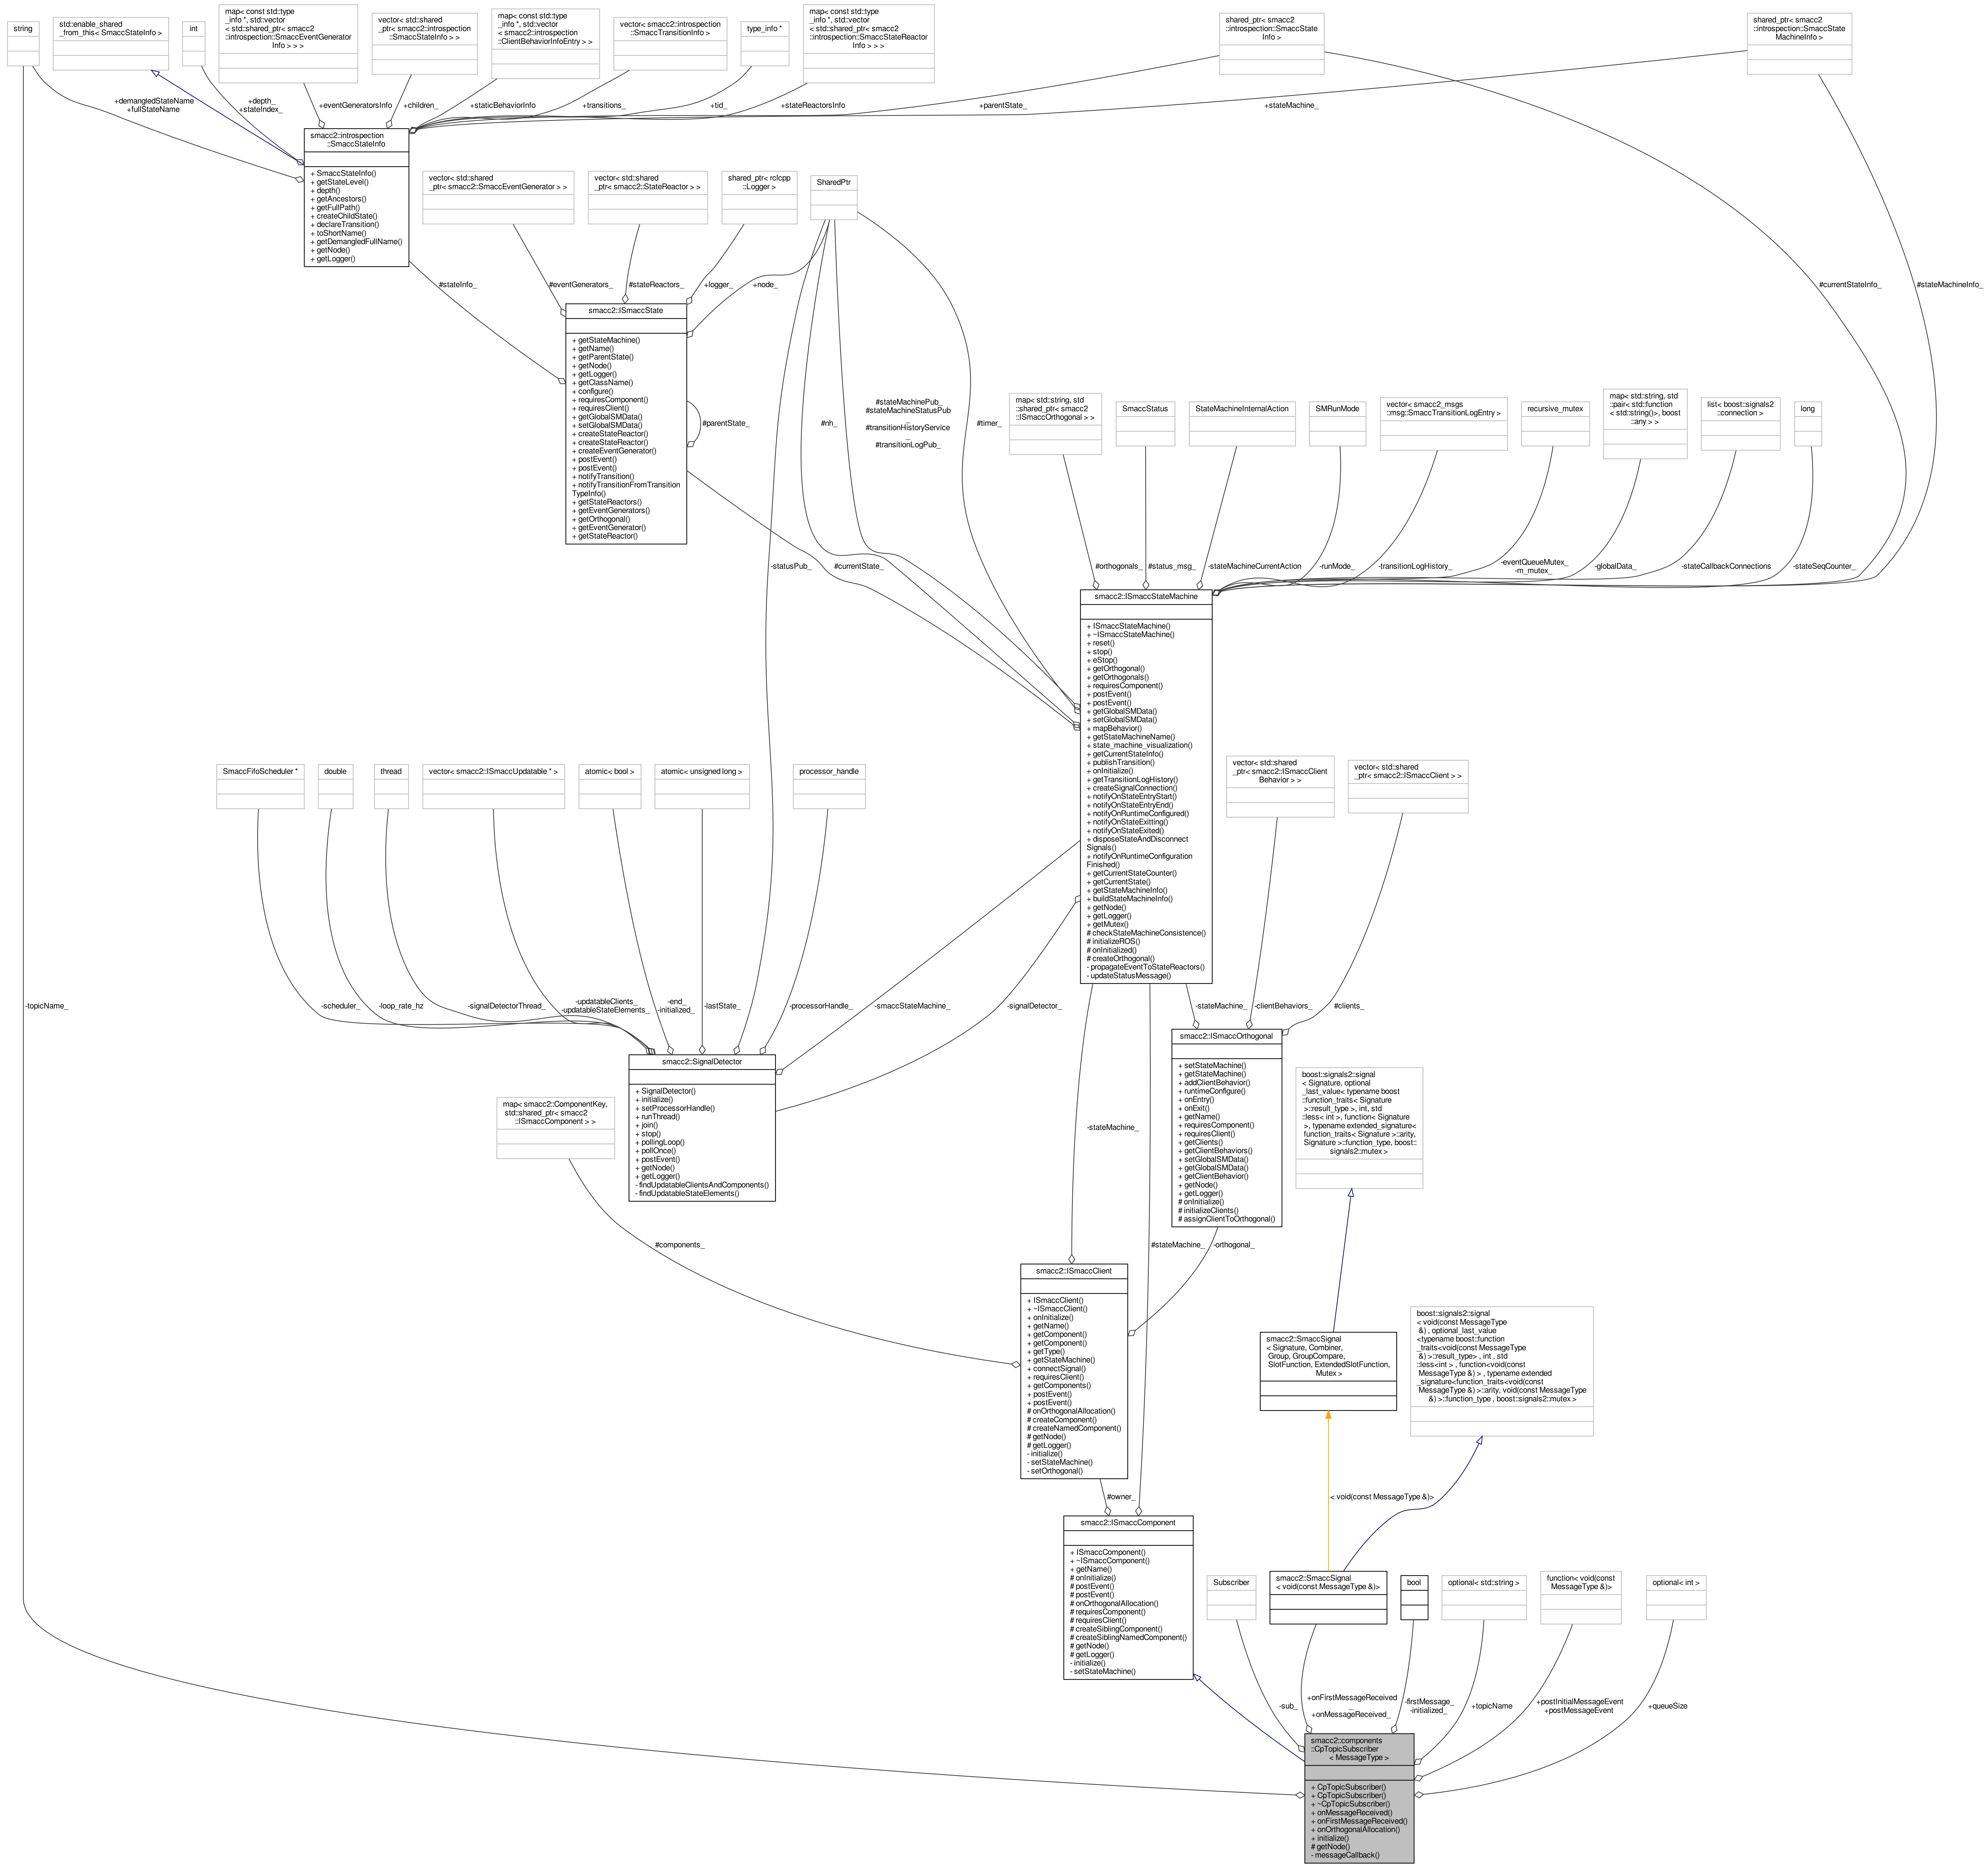 string
std::enable_shared
_from_this< SmaccStateInfo >
int
map< const std::type
_info *, std::vector
< std::shared_ptr< smacc2
::introspection::SmaccEventGenerator
Info > > >
vector< std::shared
_ptr< smacc2::introspection
::SmaccStateInfo > >
map< const std::type
_info *, std::vector
< smacc2::introspection
::ClientBehaviorInfoEntry > >
vector< smacc2::introspection
::SmaccTransitionInfo >
type_info *
map< const std::type
_info *, std::vector
< std::shared_ptr< smacc2
::introspection::SmaccStateReactor
Info > > >
shared_ptr< smacc2
::introspection::SmaccState
Info >
shared_ptr< smacc2
::introspection::SmaccState
MachineInfo >
+demangledStateName
+fullStateName
+depth_
+stateIndex_
+eventGeneratorsInfo
+children_
+staticBehaviorInfo
+transitions_
+tid_
+stateReactorsInfo
+parentState_
+stateMachine_
smacc2::introspection
::SmaccStateInfo
+ SmaccStateInfo()
+ getStateLevel()
+ depth()
+ getAncestors()
+ getFullPath()
+ createChildState()
+ declareTransition()
+ toShortName()
+ getDemangledFullName()
+ getNode()
+ getLogger()
vector< std::shared
_ptr< smacc2::SmaccEventGenerator > >
vector< std::shared
_ptr< smacc2::StateReactor > >
shared_ptr< rclcpp
::Logger >
SharedPtr
#stateInfo_
#eventGenerators_
#stateReactors_
+logger_
+node_
#currentStateInfo_
#stateMachineInfo_
smacc2::ISmaccState
+ getStateMachine()
+ getName()
+ getParentState()
+ getNode()
+ getLogger()
+ getClassName()
+ configure()
+ requiresComponent()
+ requiresClient()
+ getGlobalSMData()
+ setGlobalSMData()
+ createStateReactor()
+ createStateReactor()
+ createEventGenerator()
+ postEvent()
+ postEvent()
+ notifyTransition()
+ notifyTransitionFromTransition
TypeInfo()
+ getStateReactors()
+ getEventGenerators()
+ getOrthogonal()
+ getEventGenerator()
+ getStateReactor()
#parentState_
#nh_
#stateMachinePub_
#stateMachineStatusPub
_
#transitionHistoryService
_
#transitionLogPub_
#timer_
map< std::string, std
::shared_ptr< smacc2
::ISmaccOrthogonal > >
SmaccStatus
StateMachineInternalAction
SMRunMode
vector< smacc2_msgs
::msg::SmaccTransitionLogEntry >
recursive_mutex
map< std::string, std
::pair< std::function
< std::string()>, boost
::any > >
list< boost::signals2
::connection >
long
-statusPub_
#currentState_
#orthogonals_
#status_msg_
-stateMachineCurrentAction
-runMode_
-transitionLogHistory_
-eventQueueMutex_
-m_mutex_
-globalData_
-stateCallbackConnections
-stateSeqCounter_
smacc2::ISmaccStateMachine
+ ISmaccStateMachine()
+ ~ISmaccStateMachine()
+ reset()
+ stop()
+ eStop()
+ getOrthogonal()
+ getOrthogonals()
+ requiresComponent()
+ postEvent()
+ postEvent()
+ getGlobalSMData()
+ setGlobalSMData()
+ mapBehavior()
+ getStateMachineName()
+ state_machine_visualization()
+ getCurrentStateInfo()
+ publishTransition()
+ onInitialize()
+ getTransitionLogHistory()
+ createSignalConnection()
+ notifyOnStateEntryStart()
+ notifyOnStateEntryEnd()
+ notifyOnRuntimeConfigured()
+ notifyOnStateExitting()
+ notifyOnStateExited()
+ disposeStateAndDisconnect
Signals()
+ notifyOnRuntimeConfiguration
Finished()
+ getCurrentStateCounter()
+ getCurrentState()
+ getStateMachineInfo()
+ buildStateMachineInfo()
+ getNode()
+ getLogger()
+ getMutex()
# checkStateMachineConsistence()
# initializeROS()
# onInitialized()
# createOrthogonal()
- propagateEventToStateReactors()
- updateStatusMessage()
SmaccFifoScheduler *
double
thread
vector< smacc2::ISmaccUpdatable * >
atomic< bool >
atomic< unsigned long >
processor_handle
vector< std::shared
_ptr< smacc2::ISmaccClient
Behavior > >
vector< std::shared
_ptr< smacc2::ISmaccClient > >
-topicName_
-scheduler_
-loop_rate_hz
-signalDetectorThread_
-updatableClients_
-updatableStateElements_
-end_
-initialized_
-lastState_
-processorHandle_
-smaccStateMachine_
-signalDetector_
-stateMachine_
-clientBehaviors_
#clients_
smacc2::SignalDetector
+ SignalDetector()
+ initialize()
+ setProcessorHandle()
+ runThread()
+ join()
+ stop()
+ pollingLoop()
+ pollOnce()
+ postEvent()
+ getNode()
+ getLogger()
- findUpdatableClientsAndComponents()
- findUpdatableStateElements()
smacc2::ISmaccOrthogonal
+ setStateMachine()
+ getStateMachine()
+ addClientBehavior()
+ runtimeConfigure()
+ onEntry()
+ onExit()
+ getName()
+ requiresComponent()
+ requiresClient()
+ getClients()
+ getClientBehaviors()
+ setGlobalSMData()
+ getGlobalSMData()
+ getClientBehavior()
+ getNode()
+ getLogger()
# onInitialize()
# initializeClients()
# assignClientToOrthogonal()
map< smacc2::ComponentKey,
std::shared_ptr< smacc2
::ISmaccComponent > >
boost::signals2::signal
< Signature, optional
_last_value< typename boost
::function_traits< Signature
>::result_type >, int, std
::less< int >, function< Signature
>, typename extended_signature<
function_traits< Signature >::arity,
Signature >::function_type, boost::
signals2::mutex >
-stateMachine_
#components_
#stateMachine_
-orthogonal_
smacc2::ISmaccClient
+ ISmaccClient()
+ ~ISmaccClient()
+ onInitialize()
+ getName()
+ getComponent()
+ getComponent()
+ getType()
+ getStateMachine()
+ connectSignal()
+ requiresClient()
+ getComponents()
+ postEvent()
+ postEvent()
# onOrthogonalAllocation()
# createComponent()
# createNamedComponent()
# getNode()
# getLogger()
- initialize()
- setStateMachine()
- setOrthogonal()
smacc2::SmaccSignal
< Signature, Combiner,
Group, GroupCompare,
SlotFunction, ExtendedSlotFunction,
Mutex >
boost::signals2::signal
< void(const MessageType
&) , optional_last_value
<typename boost::function
_traits<void(const MessageType
&) >::result_type> , int , std
::less<int > , function<void(const
MessageType &) > , typename extended
_signature<function_traits<void(const
MessageType &) >::arity, void(const MessageType
&) >::function_type , boost::signals2::mutex >
#owner_
< void(const MessageType &)>
smacc2::ISmaccComponent
+ ISmaccComponent()
+ ~ISmaccComponent()
+ getName()
# onInitialize()
# postEvent()
# postEvent()
# onOrthogonalAllocation()
# requiresComponent()
# requiresClient()
# createSiblingComponent()
# createSiblingNamedComponent()
# getNode()
# getLogger()
- initialize()
- setStateMachine()
Subscriber
smacc2::SmaccSignal
< void(const MessageType &)>
bool
optional< std::string >
function< void(const
MessageType &)>
optional< int >
-sub_
+onFirstMessageReceived
_
+onMessageReceived_
-firstMessage_
-initialized_
+topicName
+postInitialMessageEvent
+postMessageEvent
+queueSize
smacc2::components
::CpTopicSubscriber
< MessageType >
+ CpTopicSubscriber()
+ CpTopicSubscriber()
+ ~CpTopicSubscriber()
+ onMessageReceived()
+ onFirstMessageReceived()
+ onOrthogonalAllocation()
+ initialize()
# getNode()
- messageCallback()